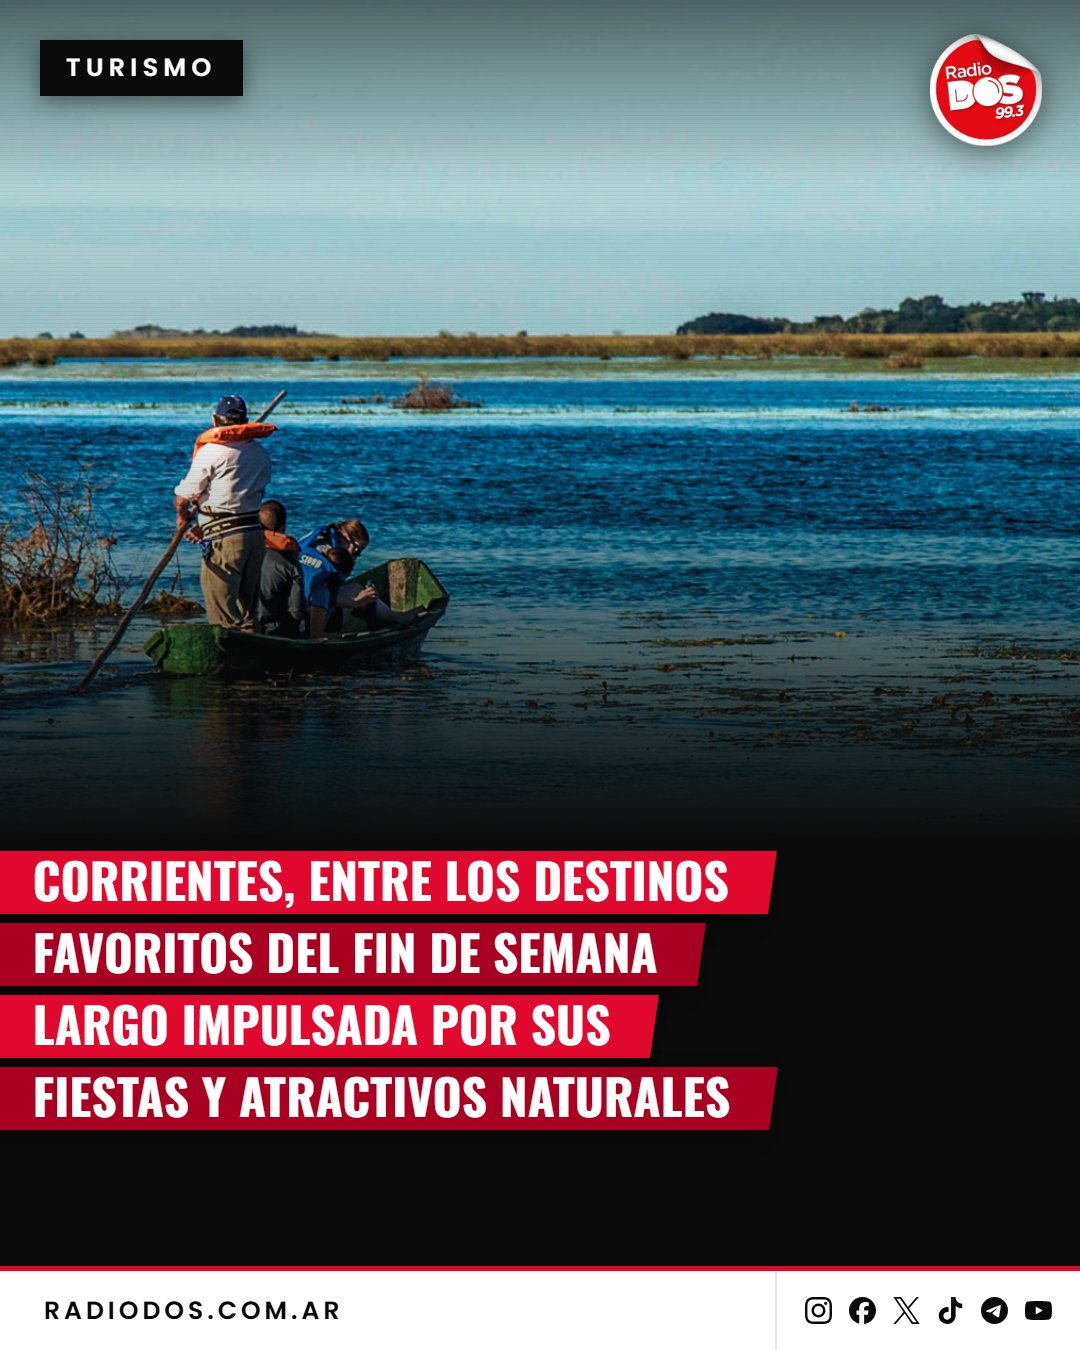 TURISMO
Radio
DOS
99.3
CORRIENTES, ENTRE LOS DESTINOS
FAVORITOS DEL FIN DE SEMANA
LARGO IMPULSADA POR SUS
FIESTAS Y ATRACTIVOS NATURALES
RADIODOS.COM.AR